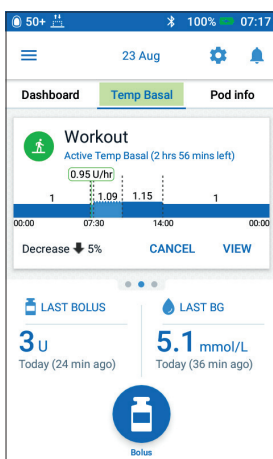 50+ 100% 07:17
23 Aug
Dashboard Temp Basal Pod info
Workout
Active Temp Basal (2 hrs 56 mins left)
0.95 U/hr
1 1.09 1.15 1
00:00 07:30 14:00 00:00
Decrease 5% CANCEL VIEW
LAST BOLUS LAST BG
3 U 5.1 mmol/L
Today (24 min ago) Today (36 min ago)
Bolus